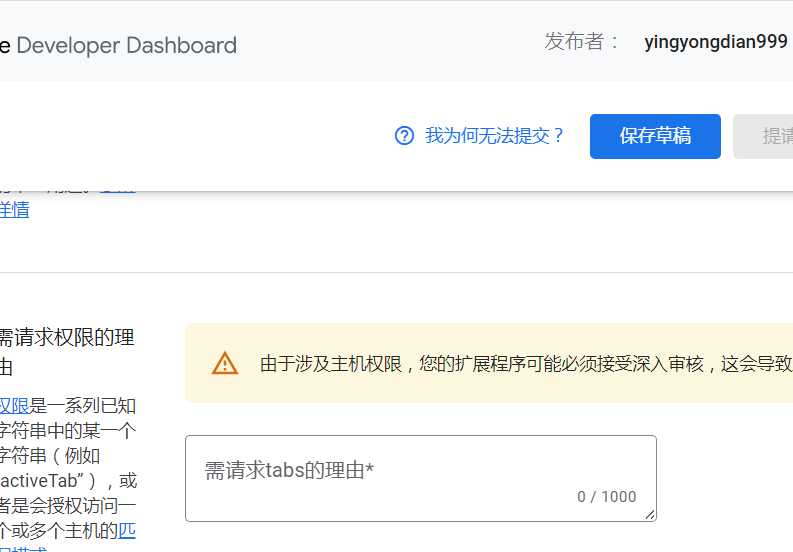 e Developer Dashboard
发布者： yingyongdian999
我为何无法提交？
保存草稿
提请
详情
需请求权限的理
由
由于涉及主机权限，您的扩展程序可能必须接受深入审核，这会导致
权限是一系列已知
字符串中的某一个
字符串（例如
activeTab”），或
者是会授权访问一
个或多个主机的匹
需请求tabs的理由*
0 / 1000